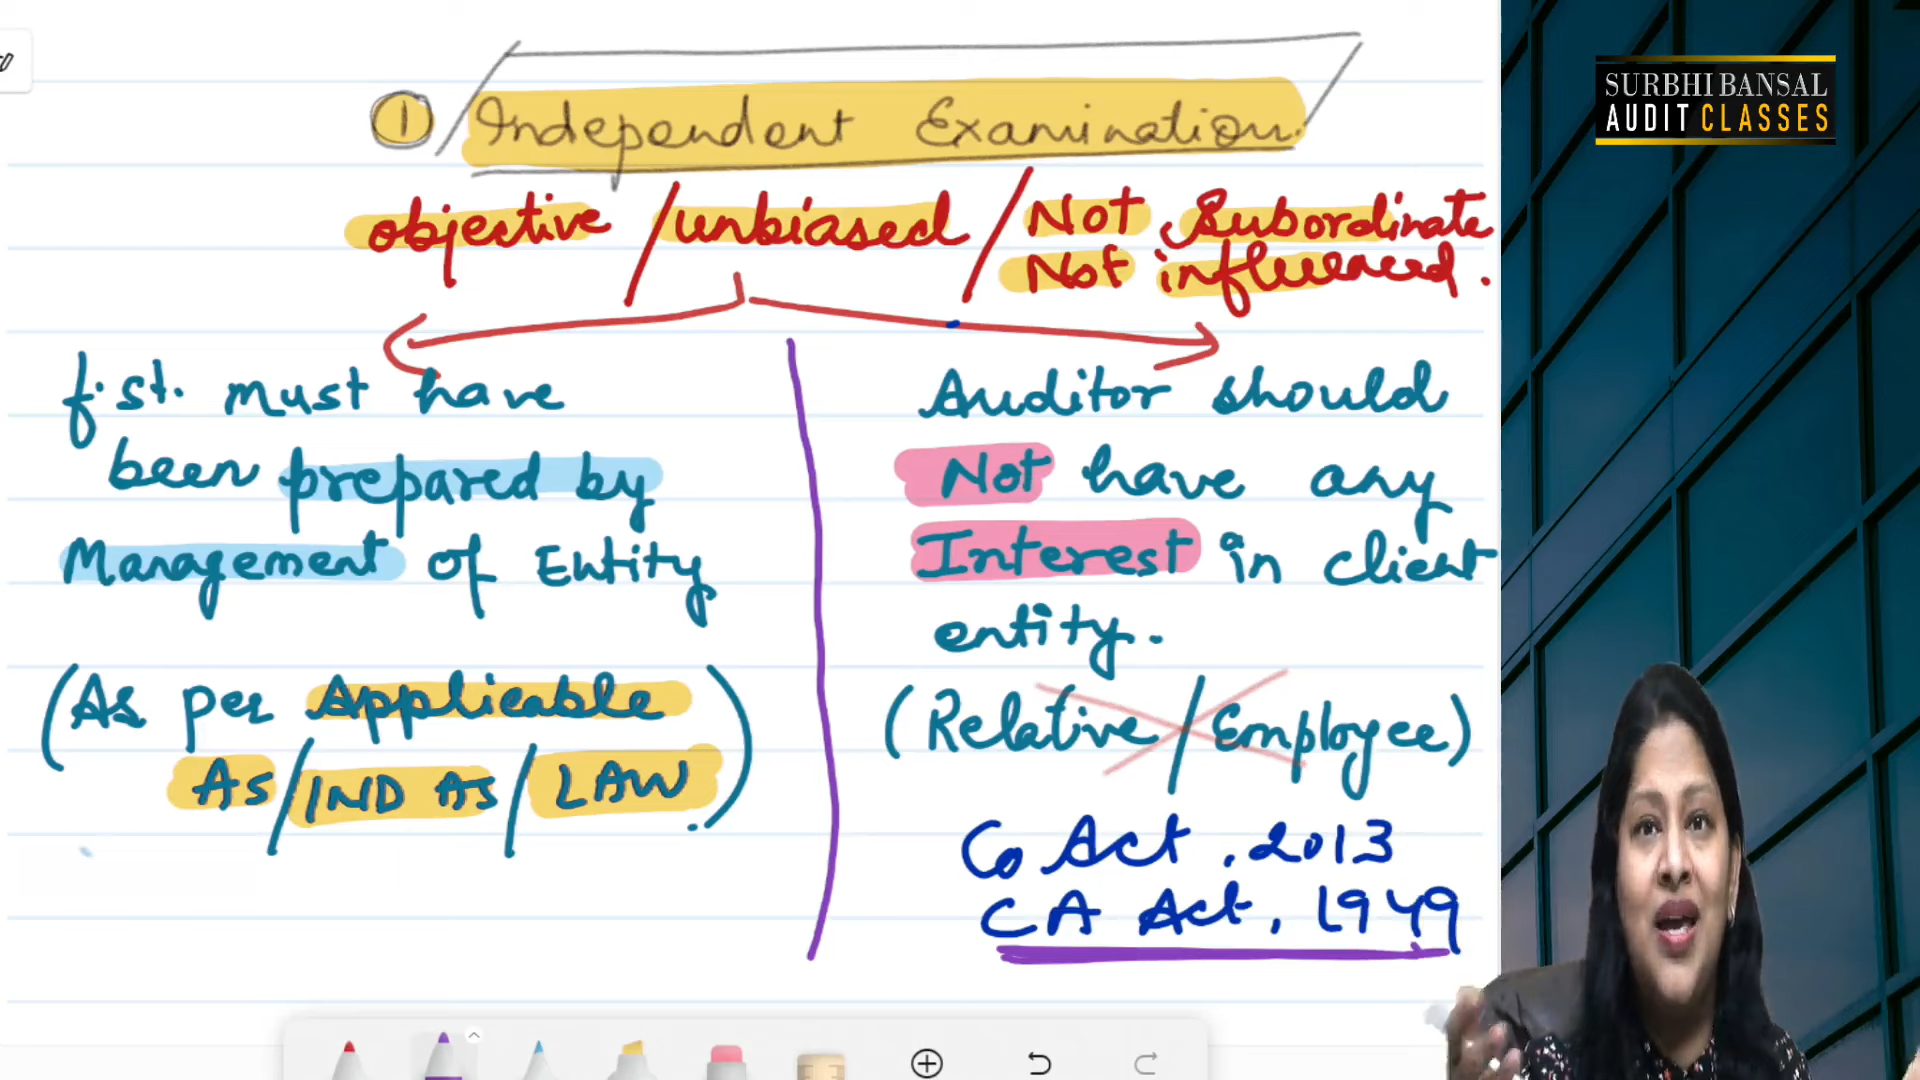 SURBHI BANSAL
AUDIT CLASSES
① Independent Examination.
objective / unbiased / Not Subordinate
Not influenced.
f.st. must have
been prepared by
Management of Entity
(As per Applicable
AS / IND AS / LAW).
Auditor should
Not have any
Interest in client
entity.
(Relative / Employee)
Co Act, 2013
CA Act, 1949